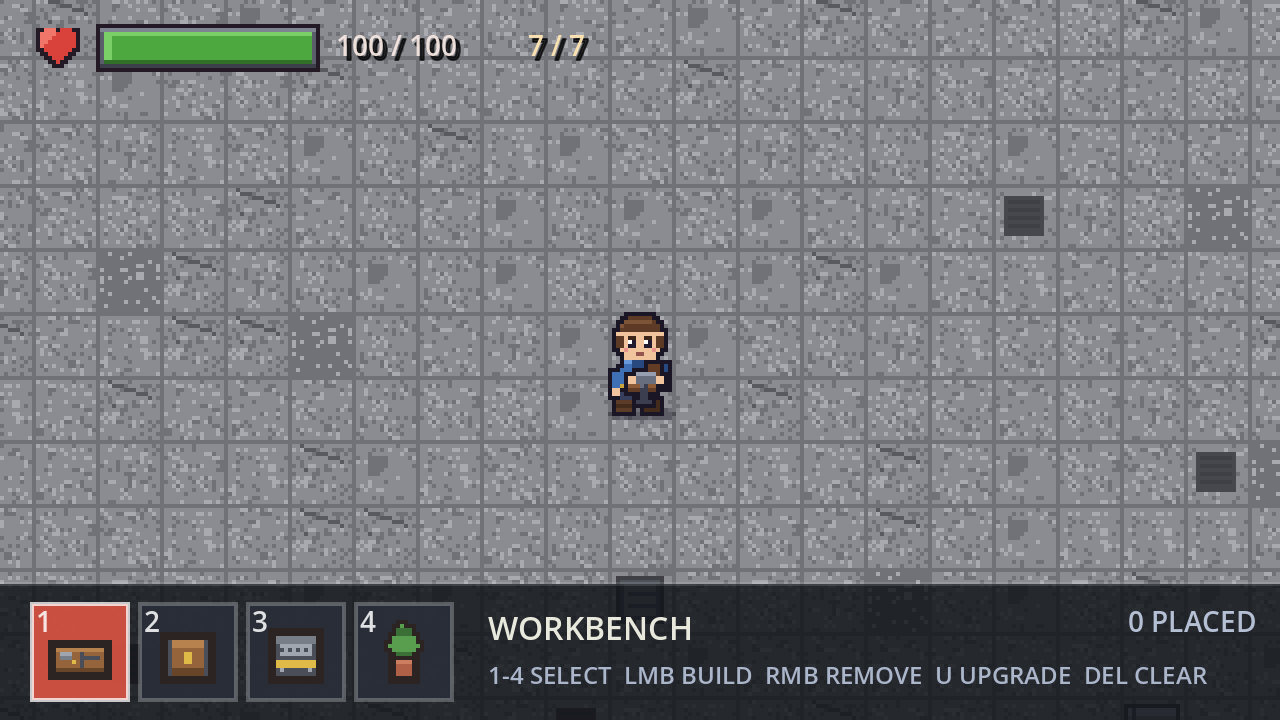 100 / 100 7 / 7
1 2 3 4
WORKBENCH
0 PLACED
1-4 SELECT LMB BUILD RMB REMOVE U UPGRADE DEL CLEAR